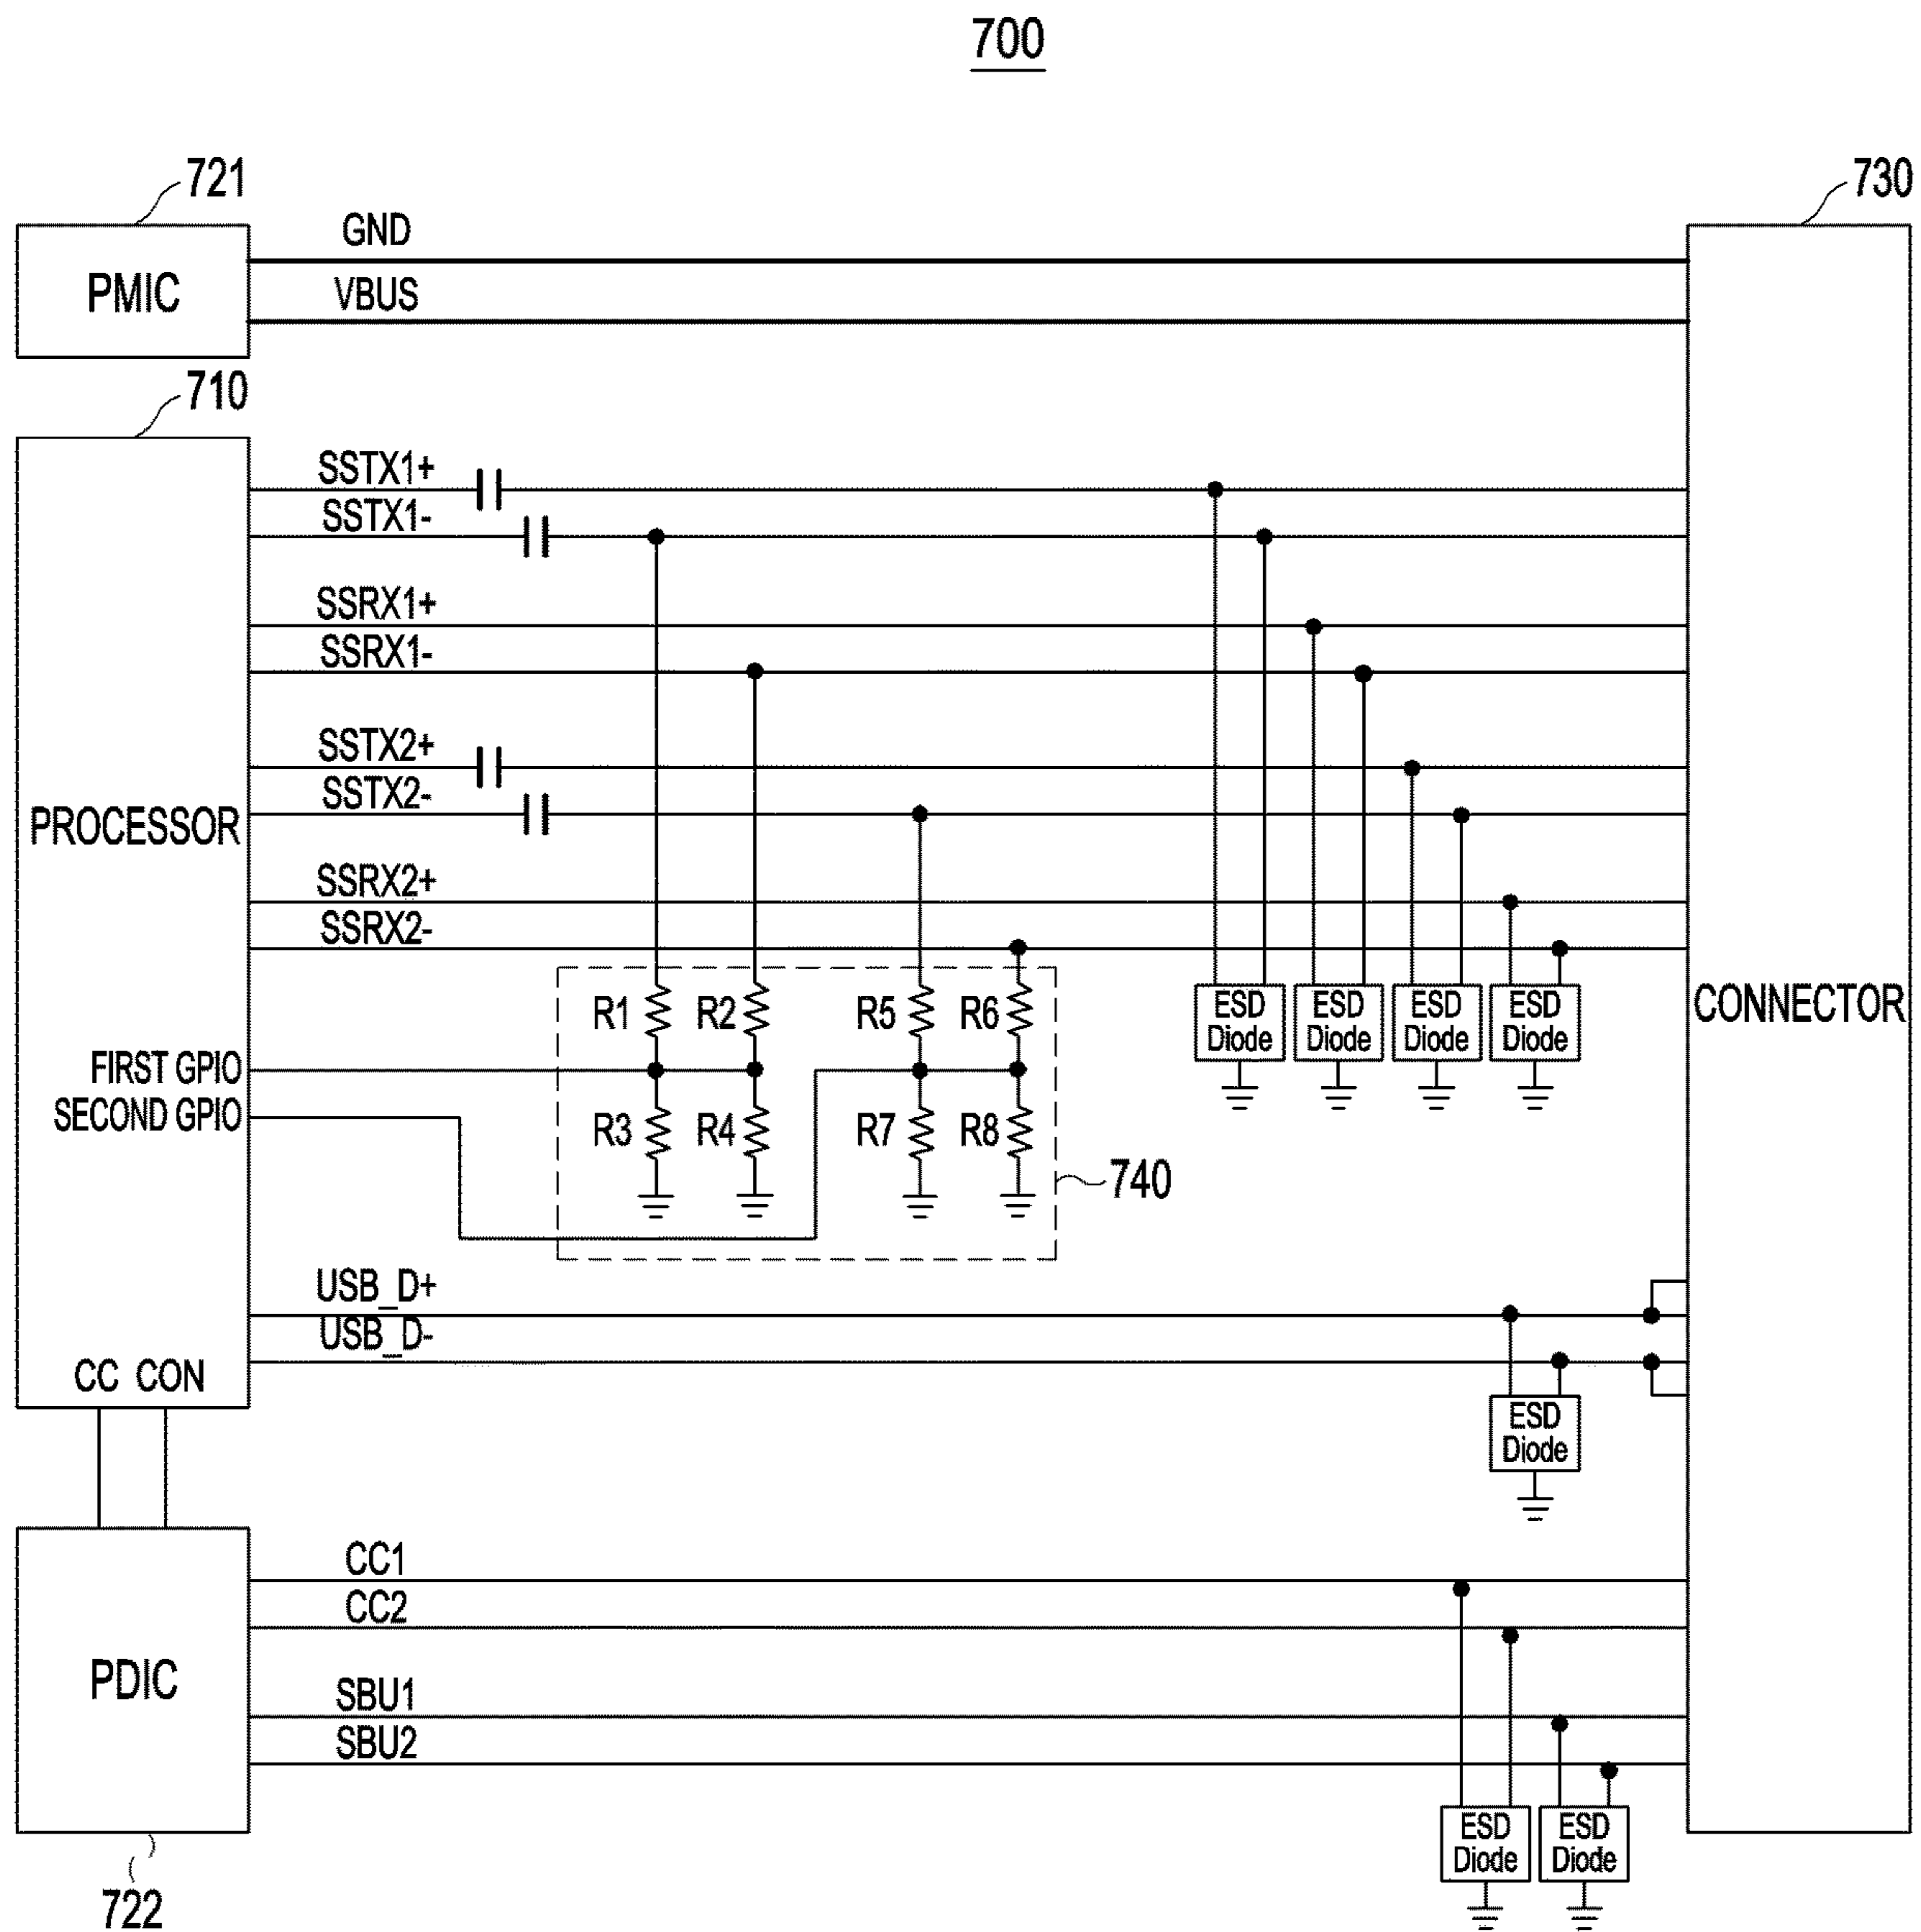 700
721
730
GND
PMIC
VBUS
710
SSTX1+
SSTX1-
SSRX1+
SSRX1-
SSTX2+
SSTX2-
PROCESSOR
SSRX2+
SSRX2-
R1 R2 R5 R6
ESD Diode
ESD Diode
ESD Diode
ESD Diode
CONNECTOR
FIRST GPIO
SECOND GPIO
R3 R4 R7 R8
740
USB_D+
USB_D-
CC CON
ESD Diode
CC1
CC2
PDIC
SBU1
SBU2
ESD Diode
ESD Diode
722